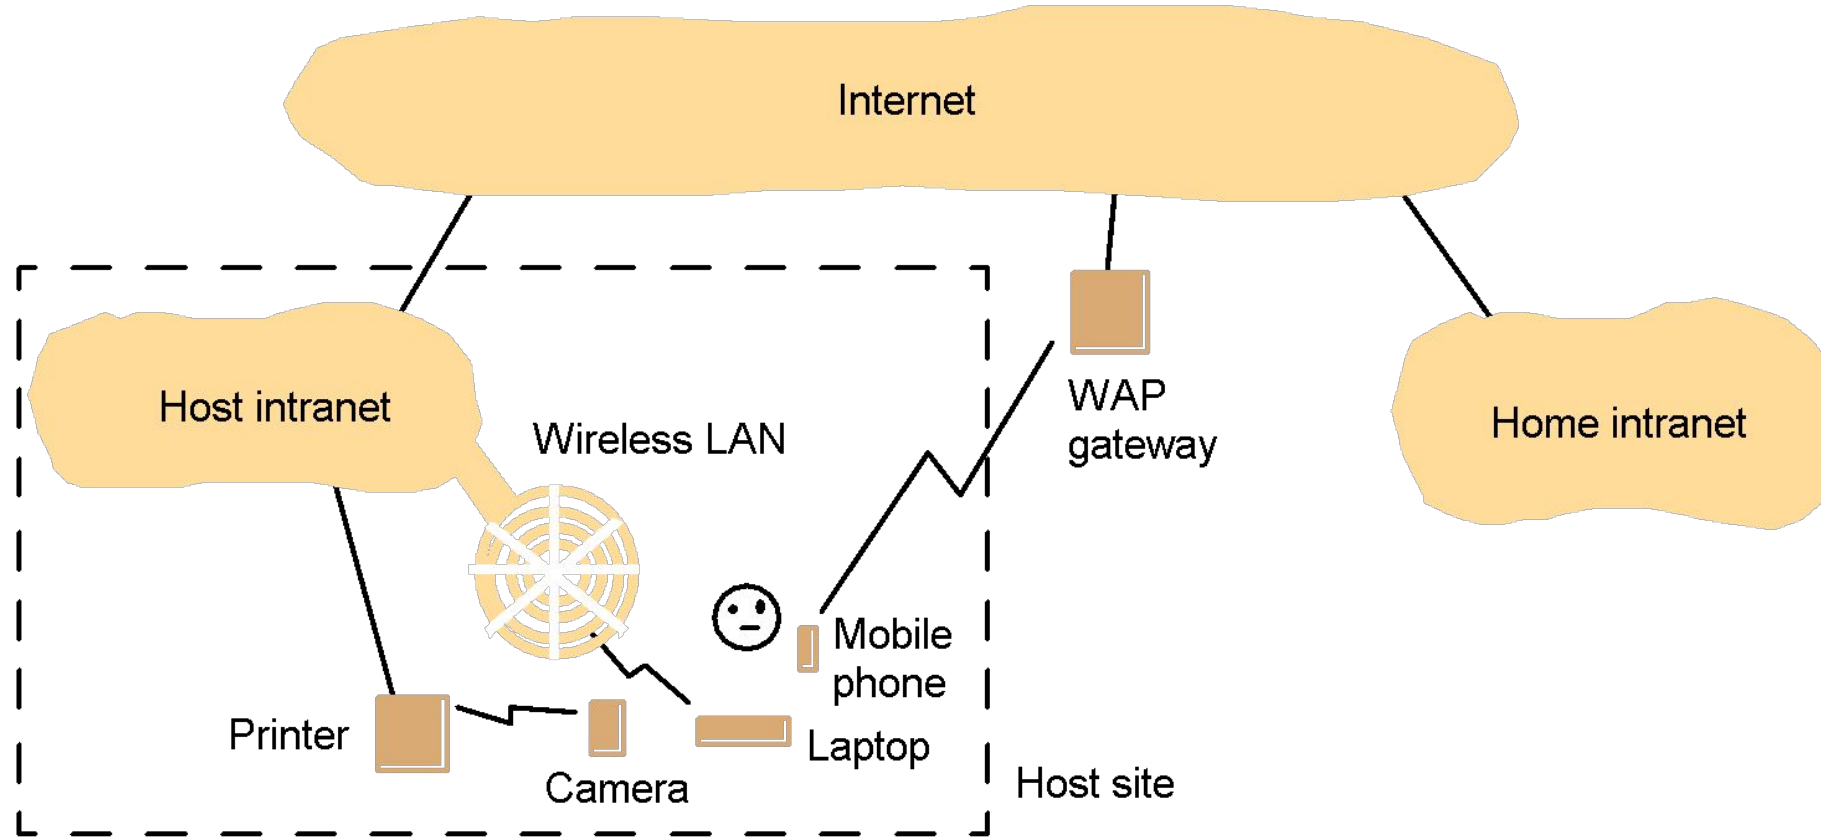 Internet
Host intranet
Wireless LAN
WAP
gateway
Home intranet
Mobile
phone
Printer
Camera
Laptop
Host site